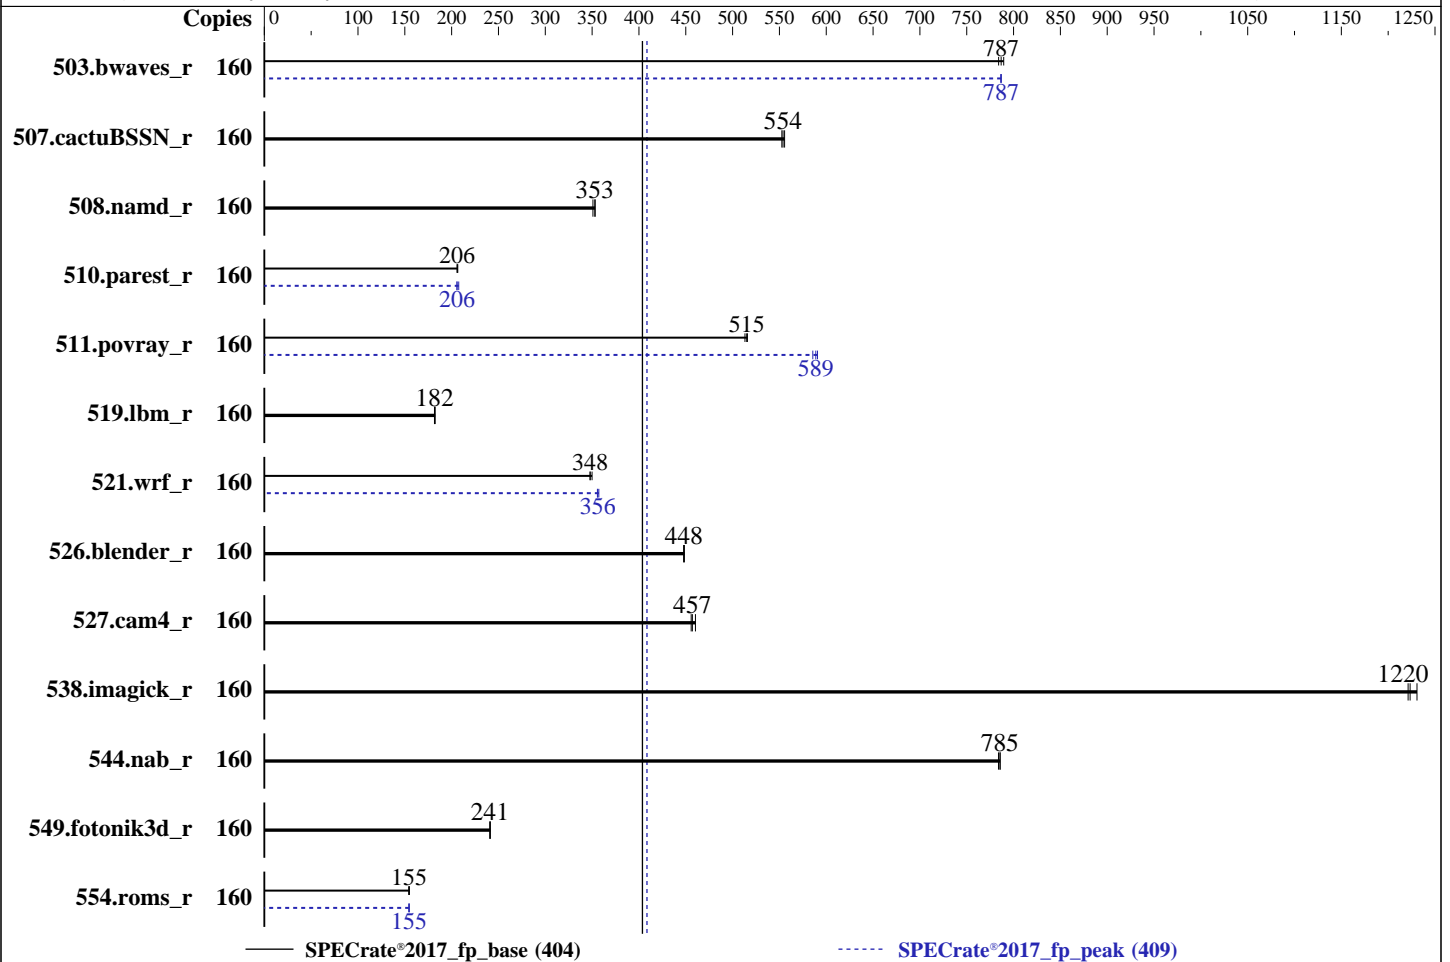 Copies 0 100 150 200 250 300 350 400 450 500 550 600 650 700 750 800 850 900 950 1050 1150 1250
787
503.bwaves_r 160
787
554
507.cactuBSSN_r 160
353
508.namd_r 160
206
510.parest_r 160
206
515
511.povray_r 160
589
182
519.lbm_r 160
348
521.wrf_r 160
356
448
526.blender_r 160
457
527.cam4_r 160
1220
538.imagick_r 160
785
544.nab_r 160
241
549.fotonik3d_r 160
155
554.roms_r 160
155
SPECrate®2017_fp_base (404) SPECrate®2017_fp_peak (409)